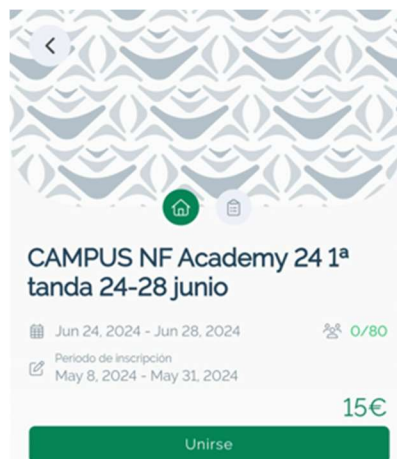 CAMPUS NF Academy 24 1ª
tanda 24-28 junio
Jun 24, 2024 - Jun 28, 2024
0/80
Periodo de inscripción
May 8, 2024 - May 31, 2024
15€
Unirse